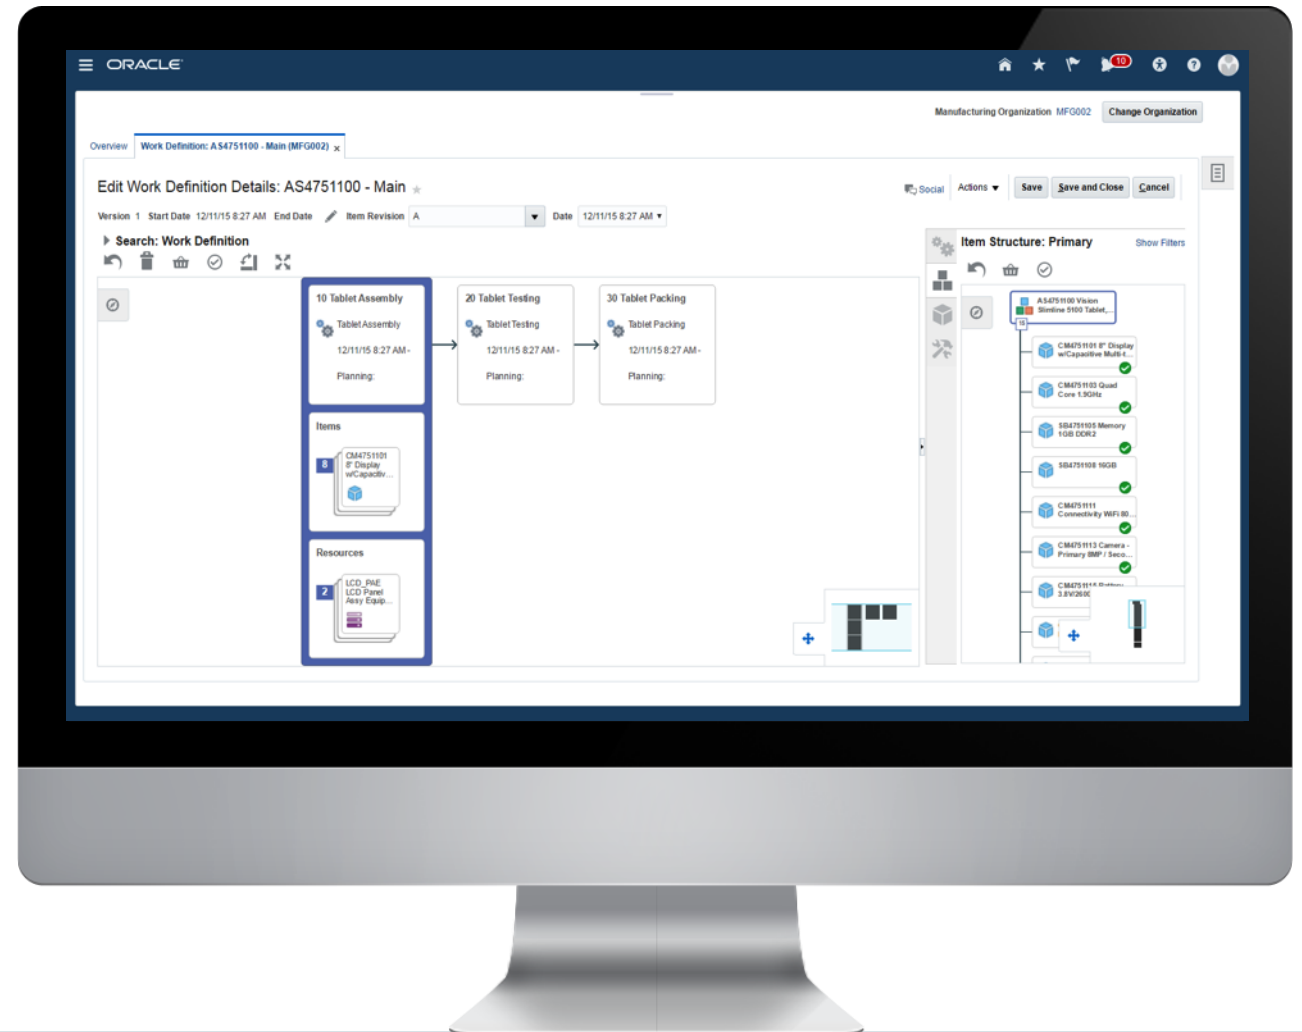 ORACLE
10
Manufacturing Organization MFG002 Change Organization
Overview Work Definition: AS4751100 - Main (MFG002) x
Edit Work Definition Details: AS4751100 - Main
Social Actions Save Save and Close Cancel
Version 1 Start Date 12/11/15 8:27 AM End Date Item Revision A Date 12/11/15 8:27 AM
Search: Work Definition
10 Tablet Assembly
Tablet Assembly
12/11/15 8:27 AM -
Planning:
20 Tablet Testing
Tablet Testing
12/11/15 8:27 AM -
Planning:
30 Tablet Packing
Tablet Packing
12/11/15 8:27 AM -
Planning:
Items
8
CM4751101
8" Display
w/Capacitiv...
Resources
2
LCD_PAE
LCD Panel
Assy Equip...
Item Structure: Primary Show Filters
AS4751100 Vision
Slimline 5100 Tablet,...
15
CM4751101 8" Display
w/Capacitive Multi-t...
CM4751103 Quad
Core 1.9GHz
SB4751105 Memory
1GB DDR2
SB4751108 16GB
CM4751111
Connectivity WiFi 80...
CM4751113 Camera -
Primary 8MP / Seco...
CM4751115 Battery